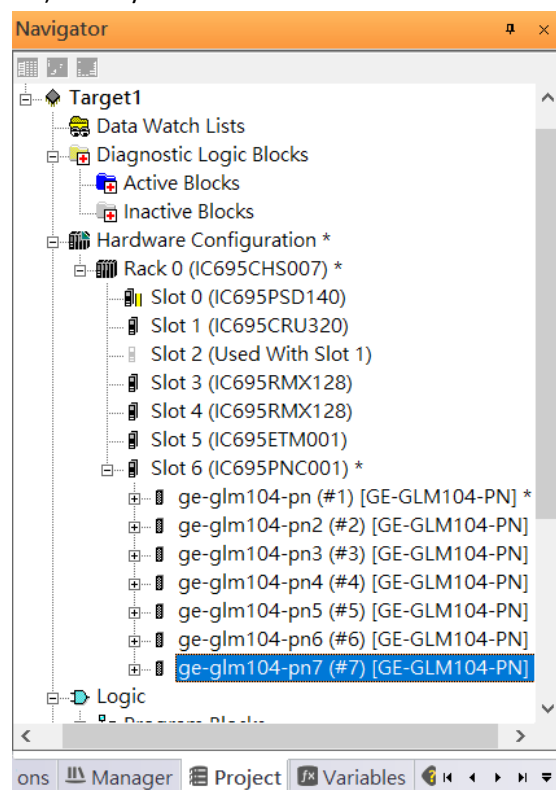 Navigator
Target1
Data Watch Lists
Diagnostic Logic Blocks
Active Blocks
Inactive Blocks
Hardware Configuration *
Rack 0 (IC695CHS007) *
Slot 0 (IC695PSD140)
Slot 1 (IC695CRU320)
Slot 2 (Used With Slot 1)
Slot 3 (IC695RMX128)
Slot 4 (IC695RMX128)
Slot 5 (IC695ETM001)
Slot 6 (IC695PNC001) *
ge-glm104-pn (#1) [GE-GLM104-PN] *
ge-glm104-pn2 (#2) [GE-GLM104-PN]
ge-glm104-pn3 (#3) [GE-GLM104-PN]
ge-glm104-pn4 (#4) [GE-GLM104-PN]
ge-glm104-pn5 (#5) [GE-GLM104-PN]
ge-glm104-pn6 (#6) [GE-GLM104-PN]
ge-glm104-pn7 (#7) [GE-GLM104-PN]
Logic
Program Blocks
ons Manager Project Variables